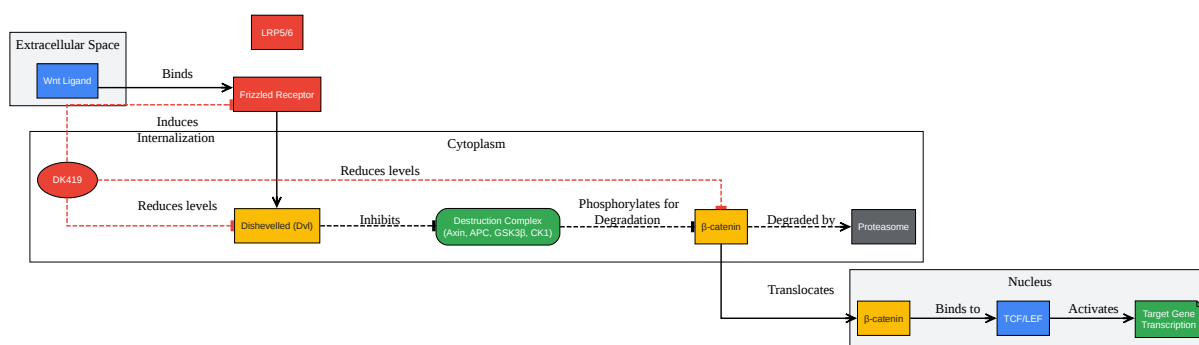 LRP5/6
Extracellular Space
Wnt Ligand
Binds
Frizzled Receptor
Induces
Internalization
Cytoplasm
DK419
Reduces levels
Reduces levels
Dishevelled (Dvl)
Inhibits
Destruction Complex
(Axin, APC, GSK3β, CK1)
Phosphorylates for
Degradation
β-catenin
Degraded by
Proteasome
Translocates
Nucleus
β-catenin
Binds to
TCF/LEF
Activates
Target Gene
Transcription